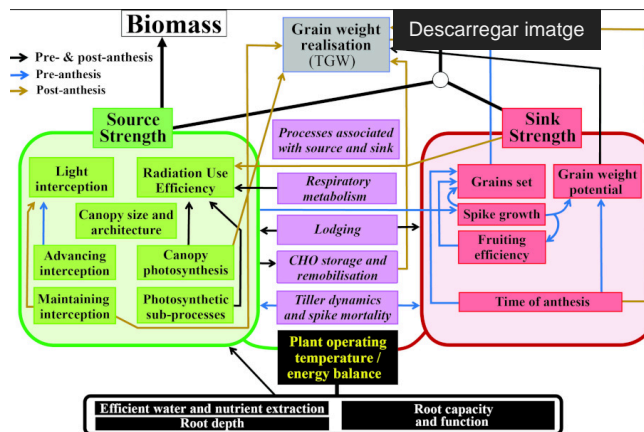 Biomass
Grain weight
realisation
(TGW)
Descarregar imatge
Pre- & post-anthesis
Pre-anthesis
Post-anthesis
Source
Strength
Sink
Strength
Processes associated
with source and sink
Light
interception
Radiation Use
Efficiency
Respiratory
metabolism
Grains set
Grain weight
potential
Canopy size and
architecture
Lodging
Spike growth
Advancing
interception
Canopy
photosynthesis
CHO storage and
remobilisation
Fruiting
efficiency
Maintaining
interception
Photosynthetic
sub-processes
Tiller dynamics
and spike mortality
Time of anthesis
Plant operating
temperature /
energy balance
Efficient water and nutrient extraction
Root depth
Root capacity
and function